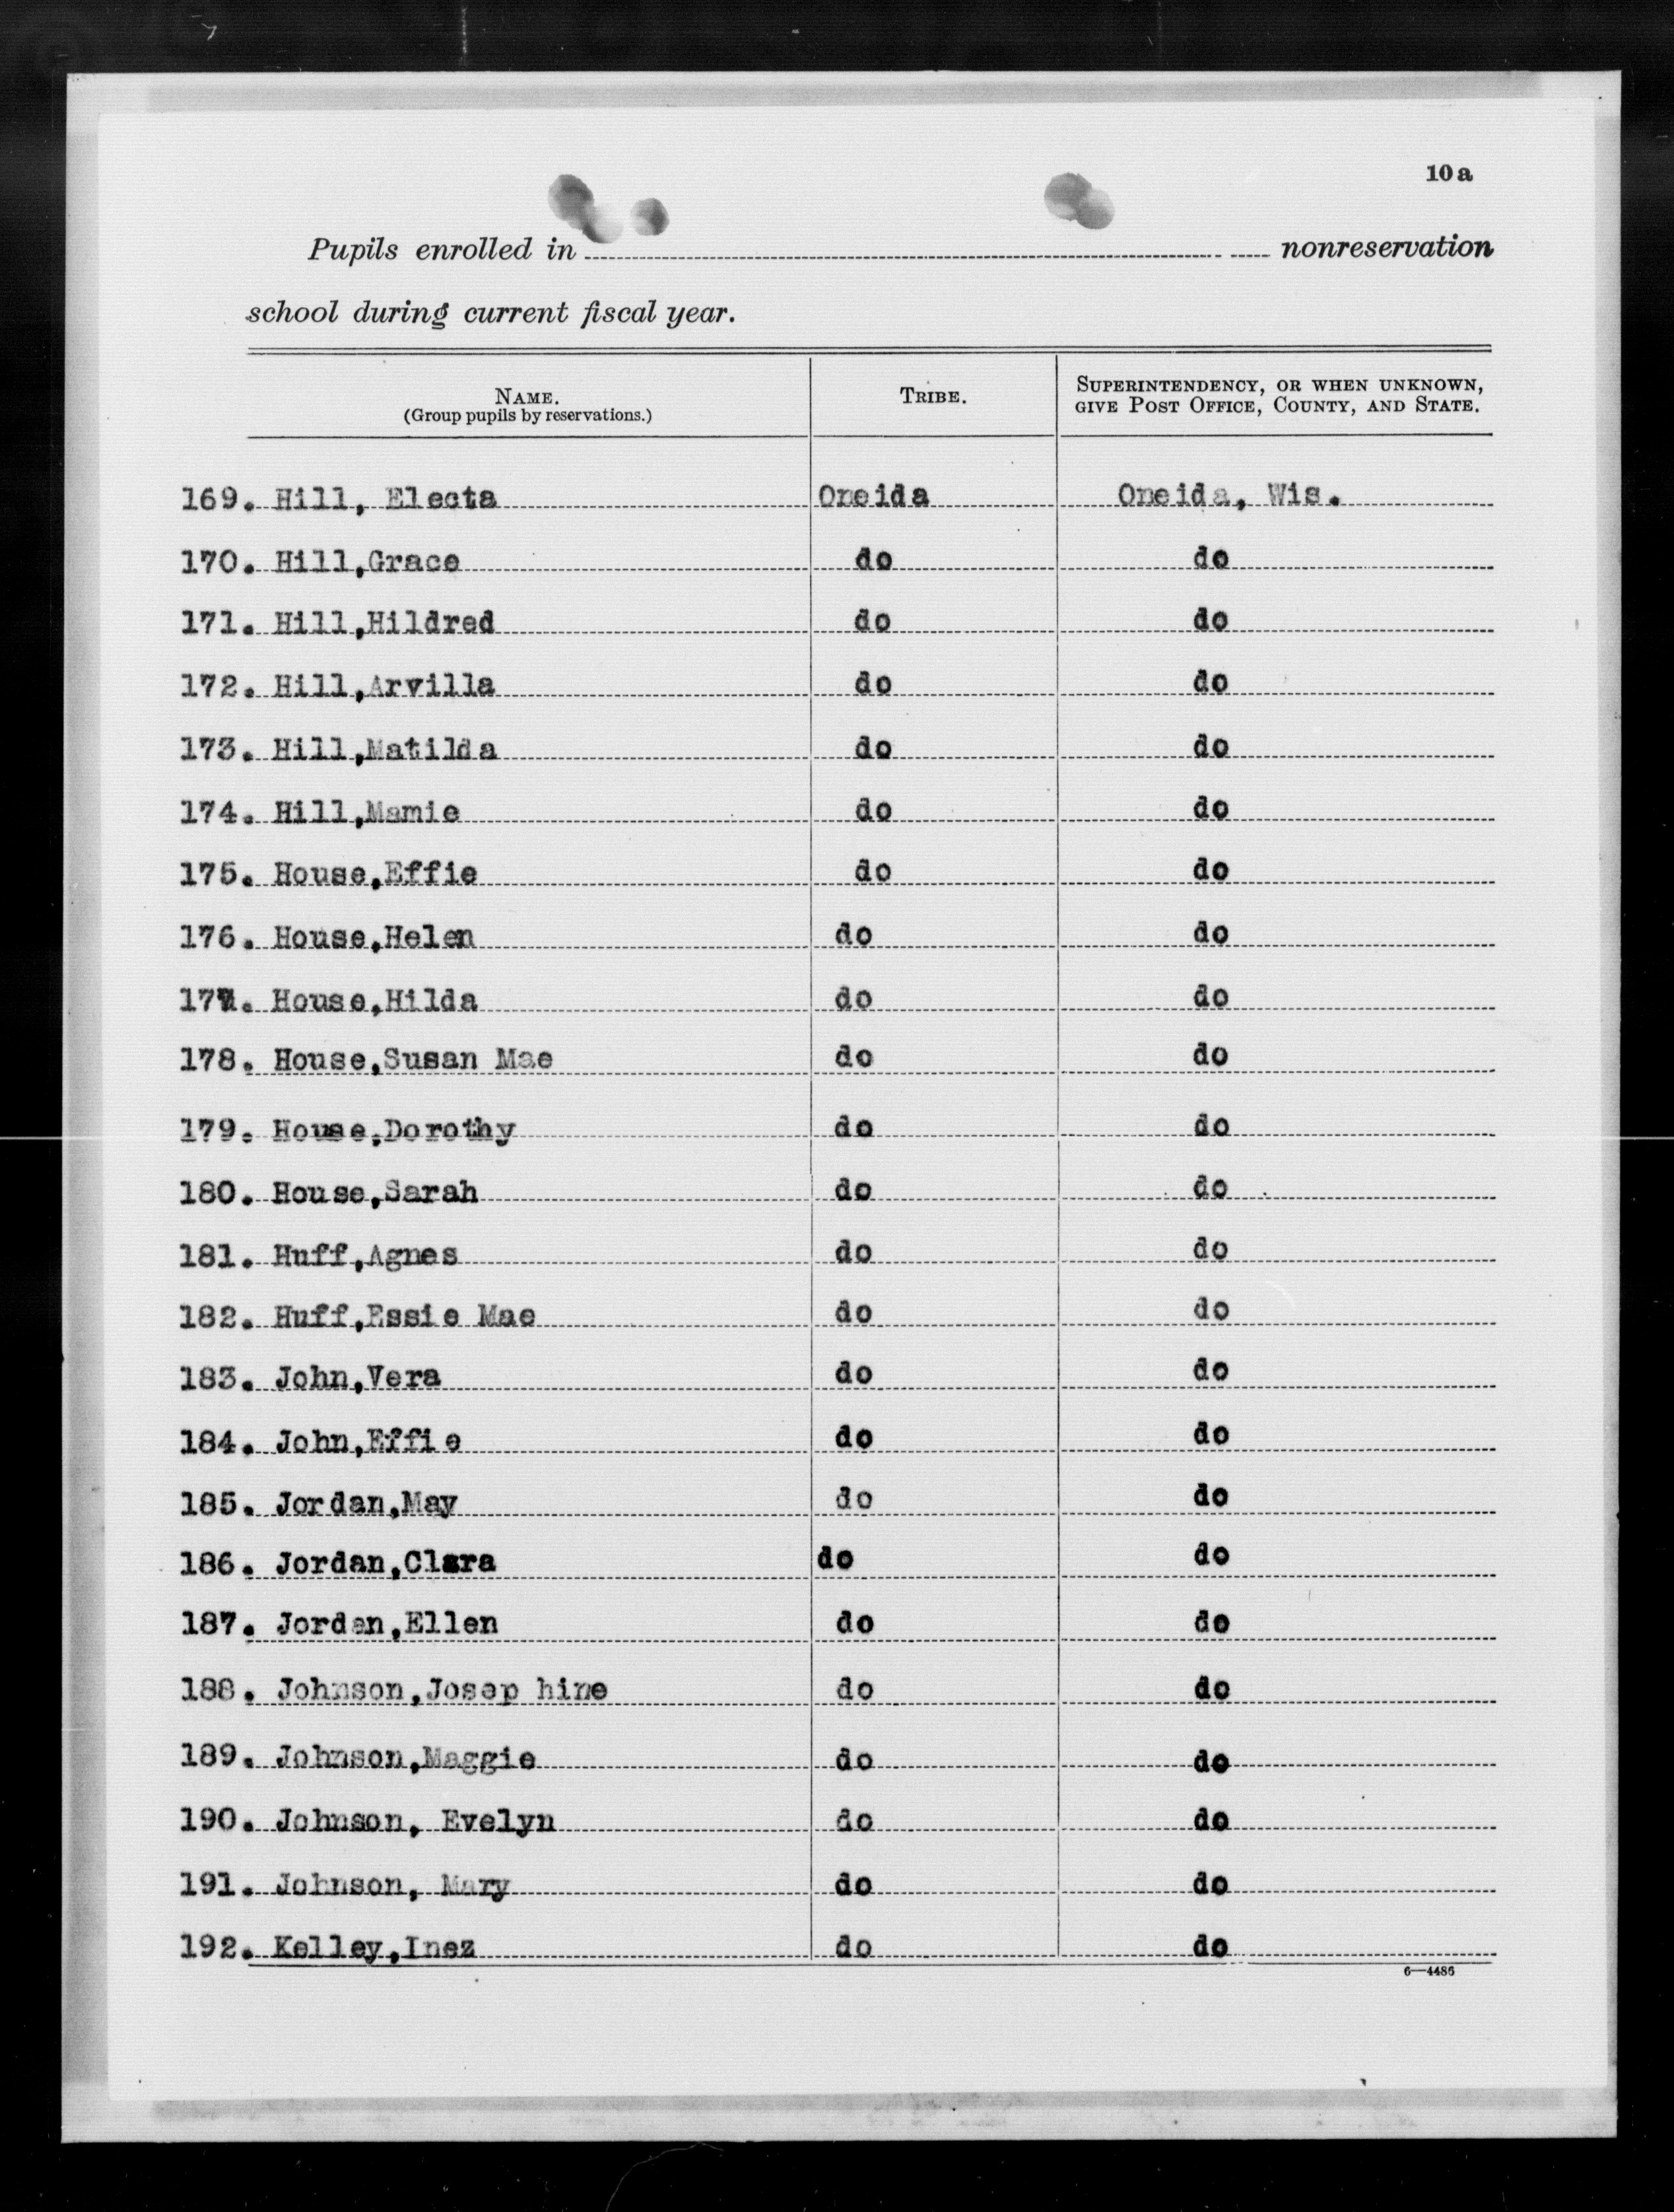 10a
Pupils enrolled in nonreservation
school during current fiscal year.
NAME. TRIBE. SUPERINTENDENCY, OR WHEN UNKNOWN,
(Group pupils by reservations.) GIVE POST OFFICE, COUNTY, AND STATE.
169. Hill, Electa Oneida Oneida, Wis.
170. Hill,Grace do do
171. Hill,Hildred do do
172. Hill,Arvilla do do
173. Hill,Matilda do do
174. Hill,Mamie do do
175. House,Effie do do
176. House,Helen do do
177. House,Hilda do do
178. House,Susan Mae do do
179. House,Dorothy do do
180. House,Sarah do do
181. Huff,Agnes do do
182. Huff,Essie Mae do do
183. John,Vera do do
184. John,Effie do do
185. Jordan,May do do
186. Jordan,Clara do do
187. Jordan,Ellen do do
188. Johnson,Josep hine do do
189. Johnson,Maggie do do
190. Johnson, Evelyn do do
191. Johnson, Mary do do
192. Kelley,Inez do do
6—4486